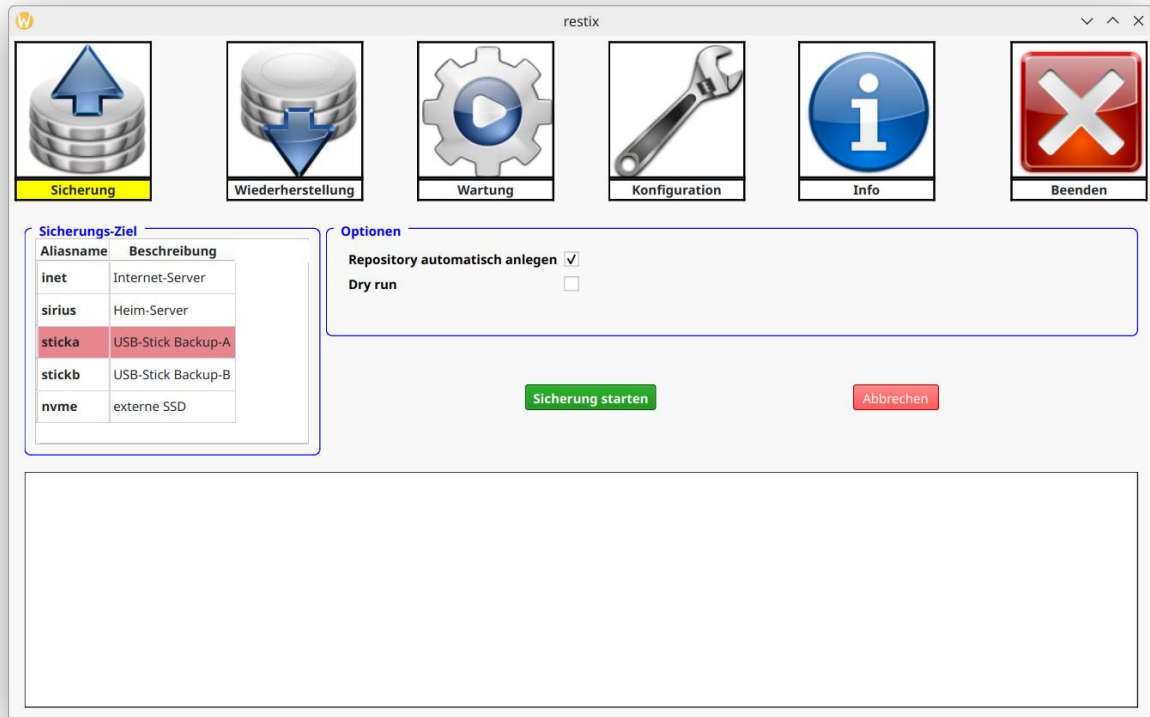 restix
Sicherung
Wiederherstellung
Wartung
Konfiguration
Info
Beenden
Sicherungs-Ziel
Aliasname Beschreibung
inet Internet-Server
sirius Heim-Server
sticka USB-Stick Backup-A
stickb USB-Stick Backup-B
nvme externe SSD
Optionen
Repository automatisch anlegen
Dry run
Sicherung starten
Abbrechen